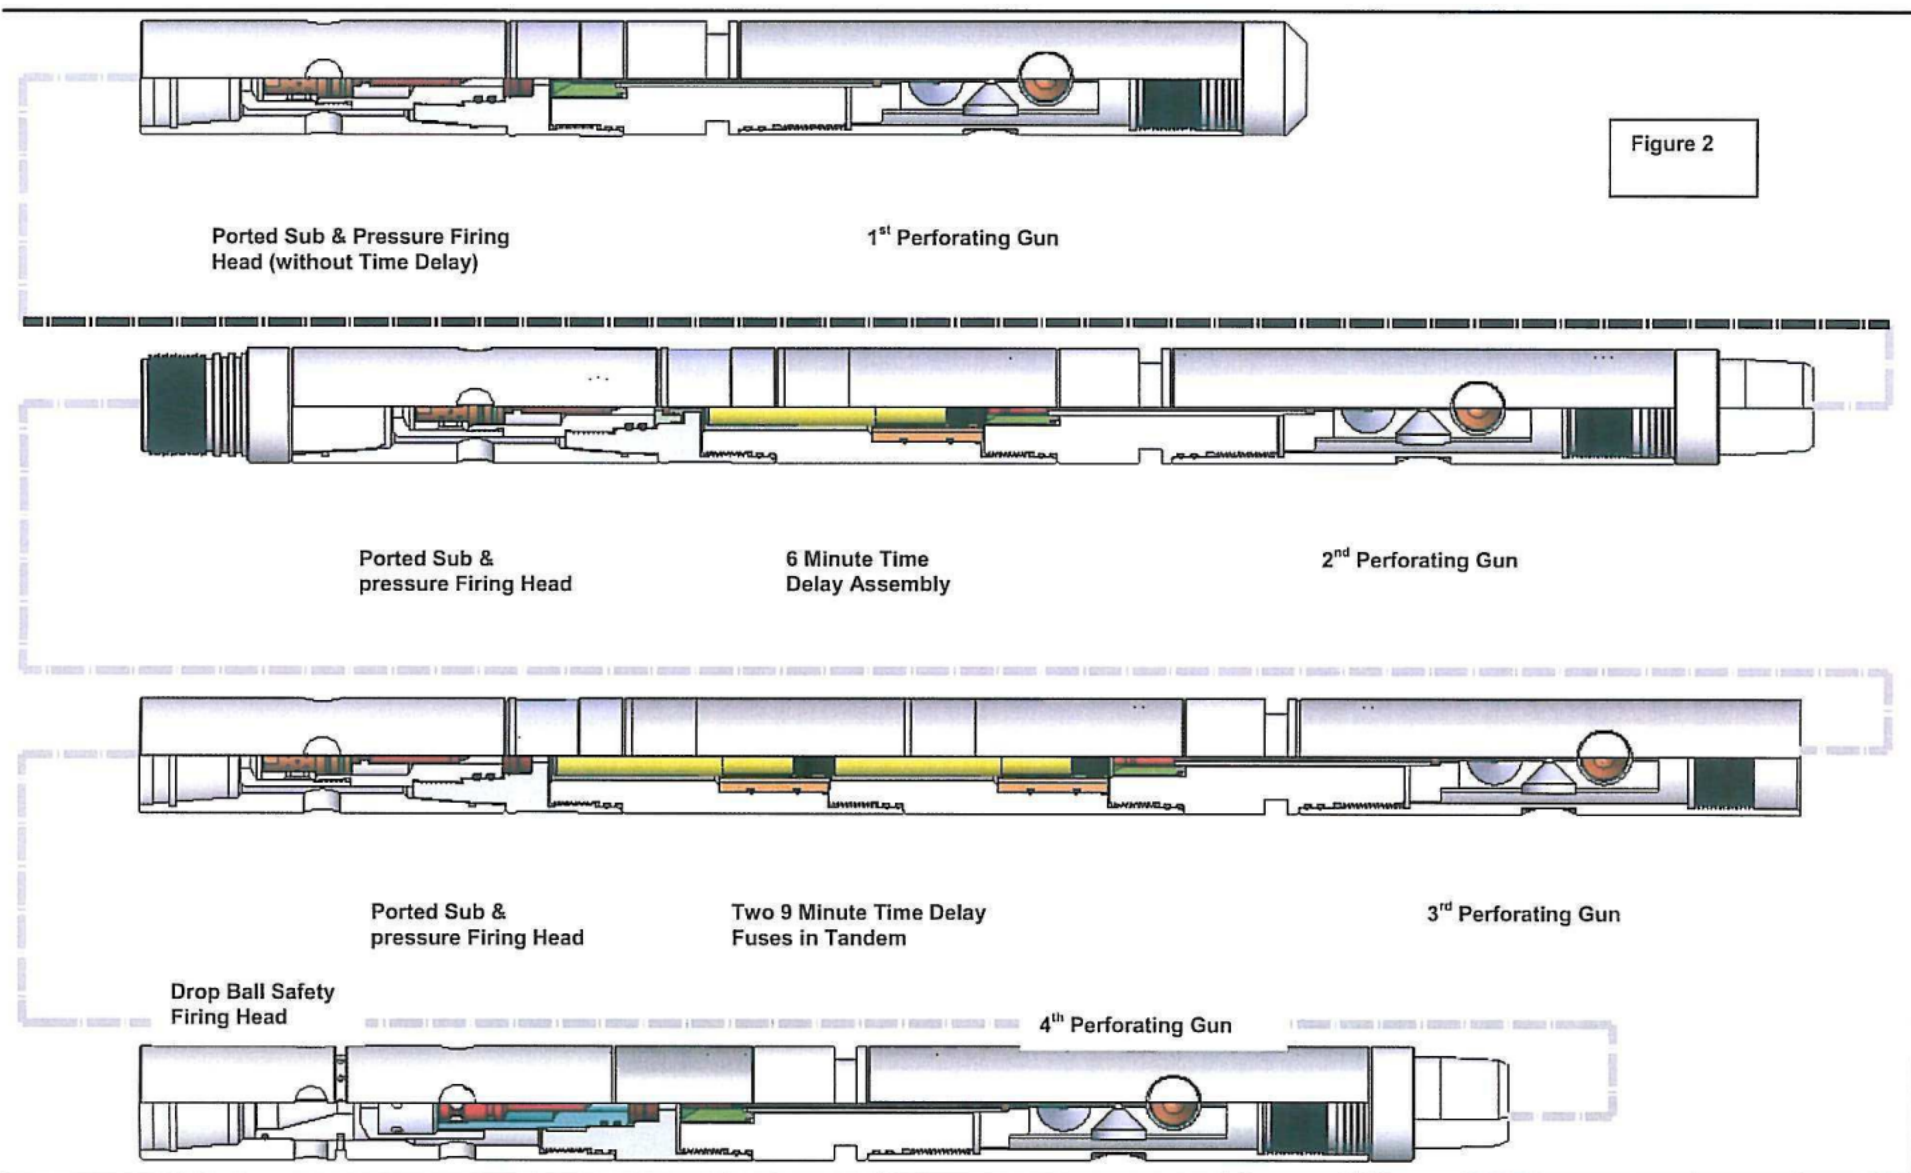 Figure 2
Ported Sub & Pressure Firing
Head (without Time Delay)
1st Perforating Gun
Ported Sub &
pressure Firing Head
6 Minute Time
Delay Assembly
2nd Perforating Gun
Ported Sub &
pressure Firing Head
Two 9 Minute Time Delay
Fuses in Tandem
3rd Perforating Gun
Drop Ball Safety
Firing Head
4th Perforating Gun